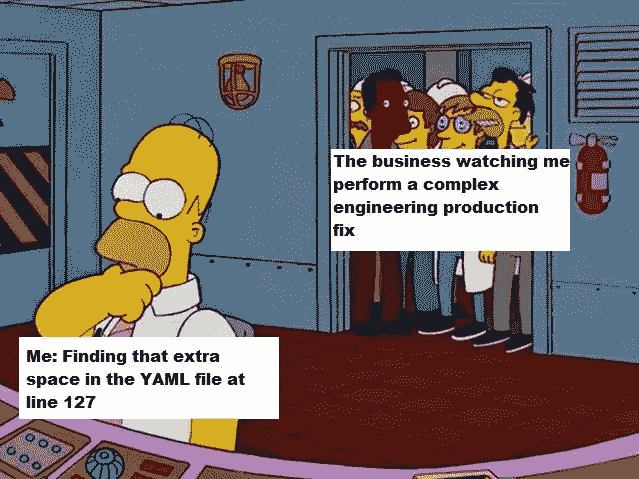 The business watching me
perform a complex
engineering production
fix
Me: Finding that extra
space in the YAML file at
line 127